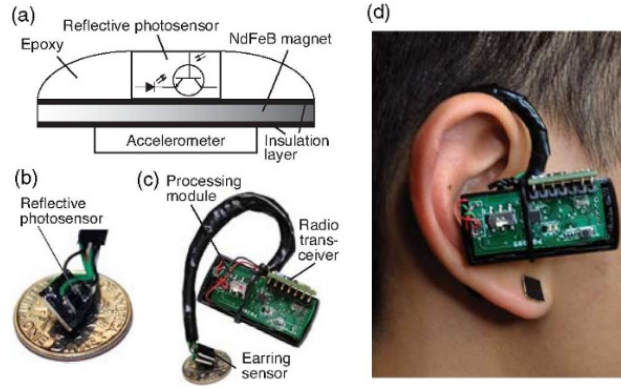 (a)
Reflective photosensor
NdFeB magnet
Epoxy
Accelerometer
Insulation
layer
(b)
Reflective
photosensor
(c)
Processing
module
Radio
trans-
ceiver
Earring
sensor
(d)